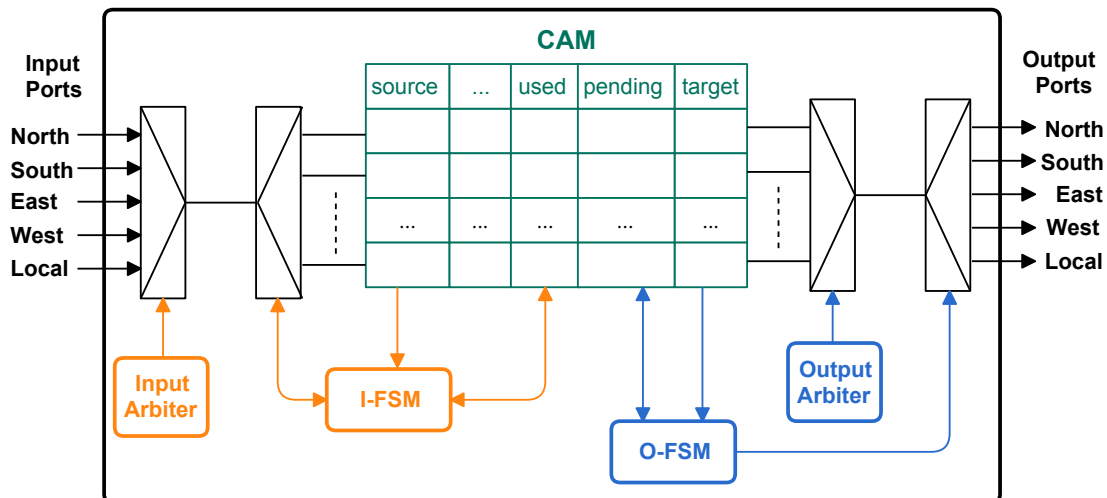 CAM
Input
Ports
Output
Ports
source ... used pending target
North
South
East
West
Local
... ... ... ... ...
North
South
East
West
Local
Input
Arbiter
I-FSM
Output
Arbiter
O-FSM